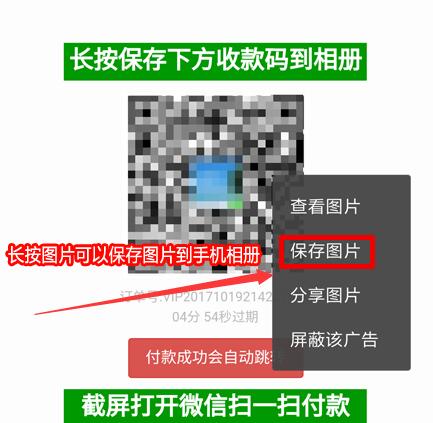 长按保存下方收款码到相册
查看图片
保存图片
长按图片可以保存图片到手机相册
分享图片
订单号:VIP201710192142
04分 54秒过期
屏蔽该广告
付款成功会自动跳
截屏打开微信扫一扫付款